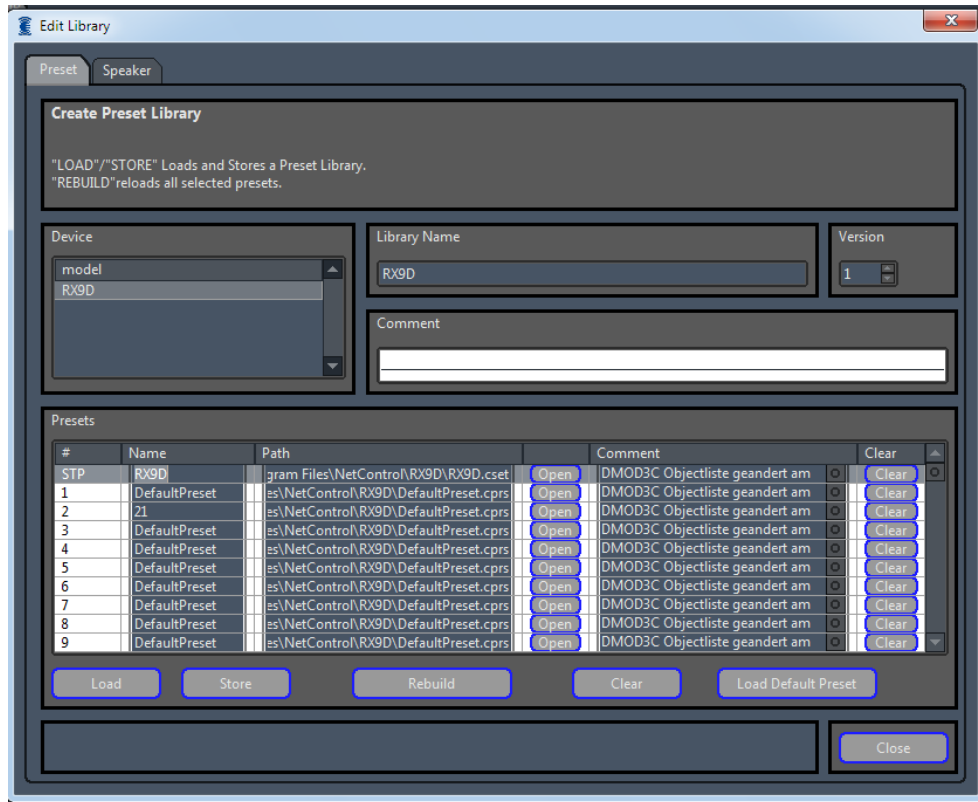 Edit Library
Preset Speaker
Create Preset Library
"LOAD"/"STORE" Loads and Stores a Preset Library.
"REBUILD"reloads all selected presets.
Device
model
RX9D
Library Name
RX9D
Version
1
Comment
Presets
# Name Path Comment Clear
STP RX9D gram Files\NetControl\RX9D\RX9D.cset Open DMOD3C Objectliste geandert am Clear
1 DefaultPreset es\NetControl\RX9D\DefaultPreset.cprs Open DMOD3C Objectliste geandert am Clear
2 21 es\NetControl\RX9D\DefaultPreset.cprs Open DMOD3C Objectliste geandert am Clear
3 DefaultPreset es\NetControl\RX9D\DefaultPreset.cprs Open DMOD3C Objectliste geandert am Clear
4 DefaultPreset es\NetControl\RX9D\DefaultPreset.cprs Open DMOD3C Objectliste geandert am Clear
5 DefaultPreset es\NetControl\RX9D\DefaultPreset.cprs Open DMOD3C Objectliste geandert am Clear
6 DefaultPreset es\NetControl\RX9D\DefaultPreset.cprs Open DMOD3C Objectliste geandert am Clear
7 DefaultPreset es\NetControl\RX9D\DefaultPreset.cprs Open DMOD3C Objectliste geandert am Clear
8 DefaultPreset es\NetControl\RX9D\DefaultPreset.cprs Open DMOD3C Objectliste geandert am Clear
9 DefaultPreset es\NetControl\RX9D\DefaultPreset.cprs Open DMOD3C Objectliste geandert am Clear
Load Store Rebuild Clear Load Default Preset
Close